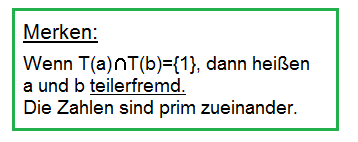 Merken:
Wenn T(a)∩T(b)={1}, dann heißen
a und b teilerfremd.
Die Zahlen sind prim zueinander.